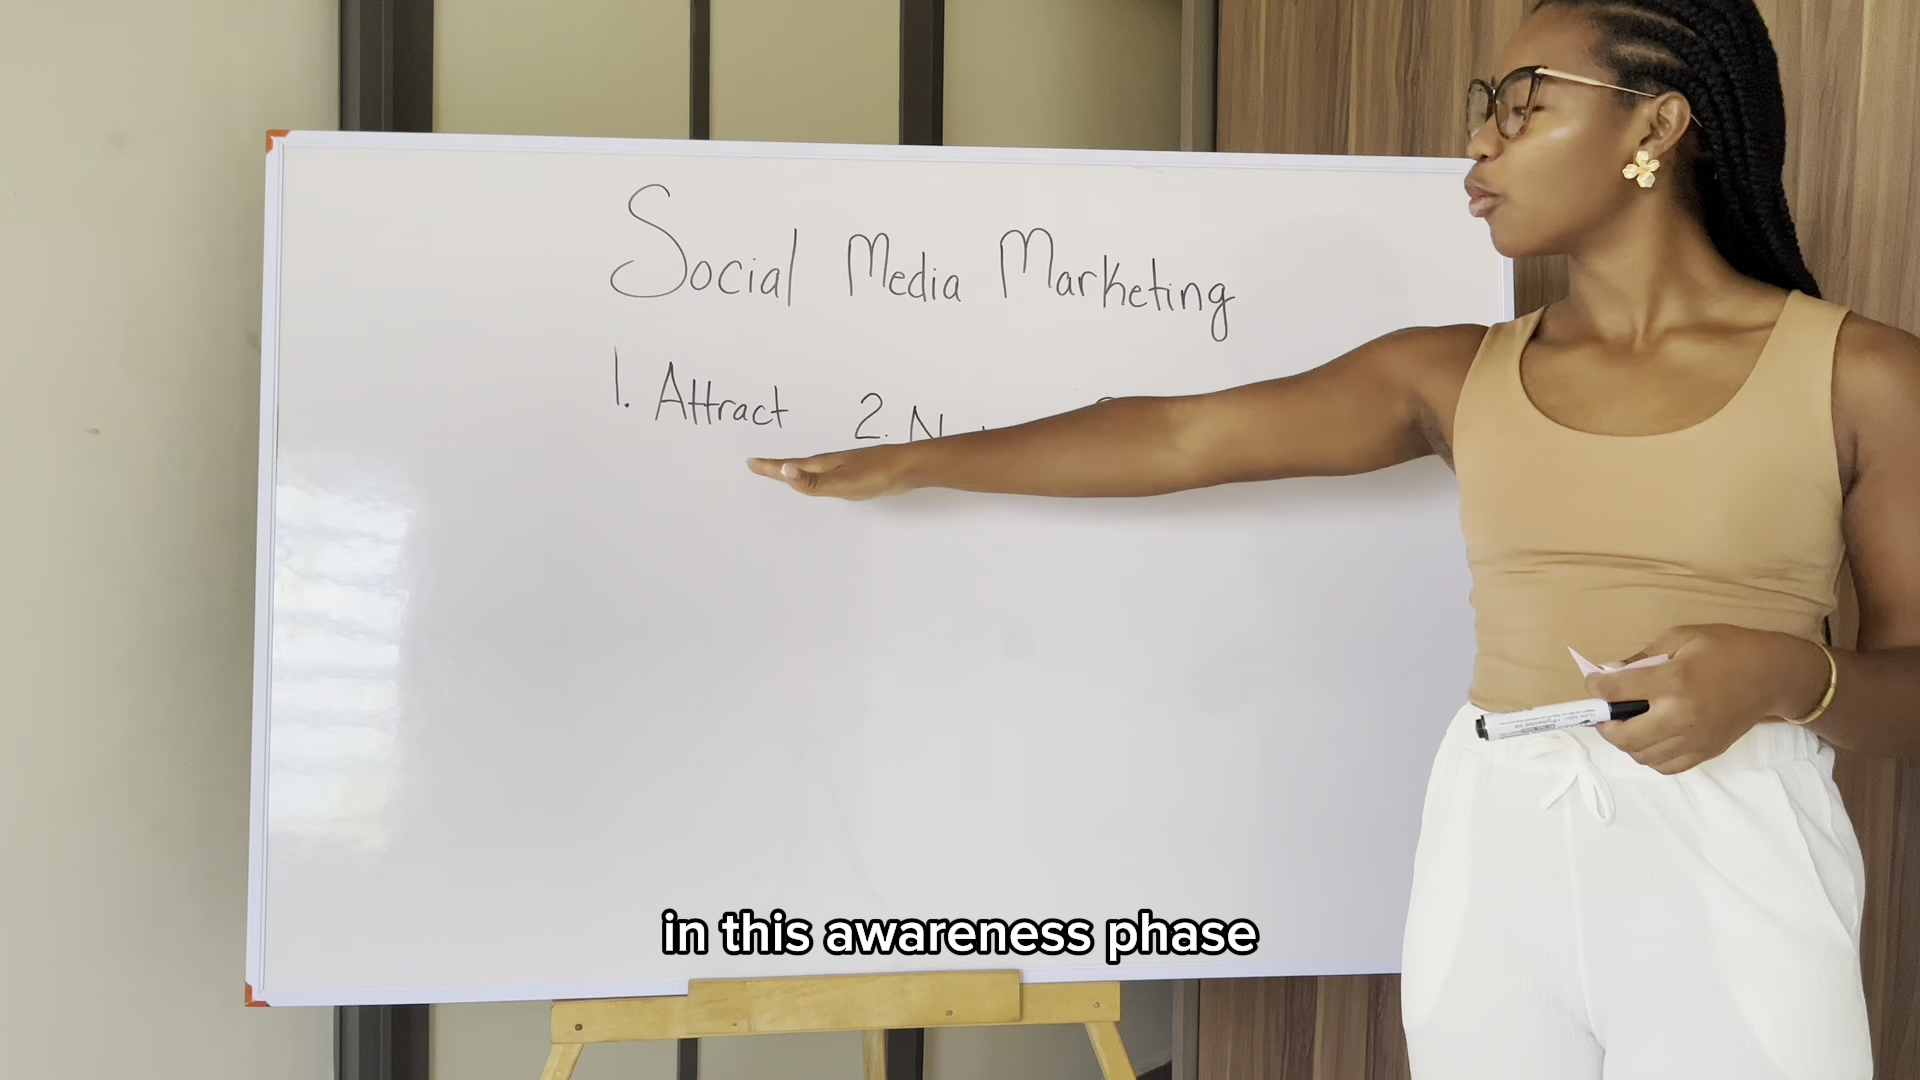 Social Media Marketing
1. Attract 2.
in this awareness phase